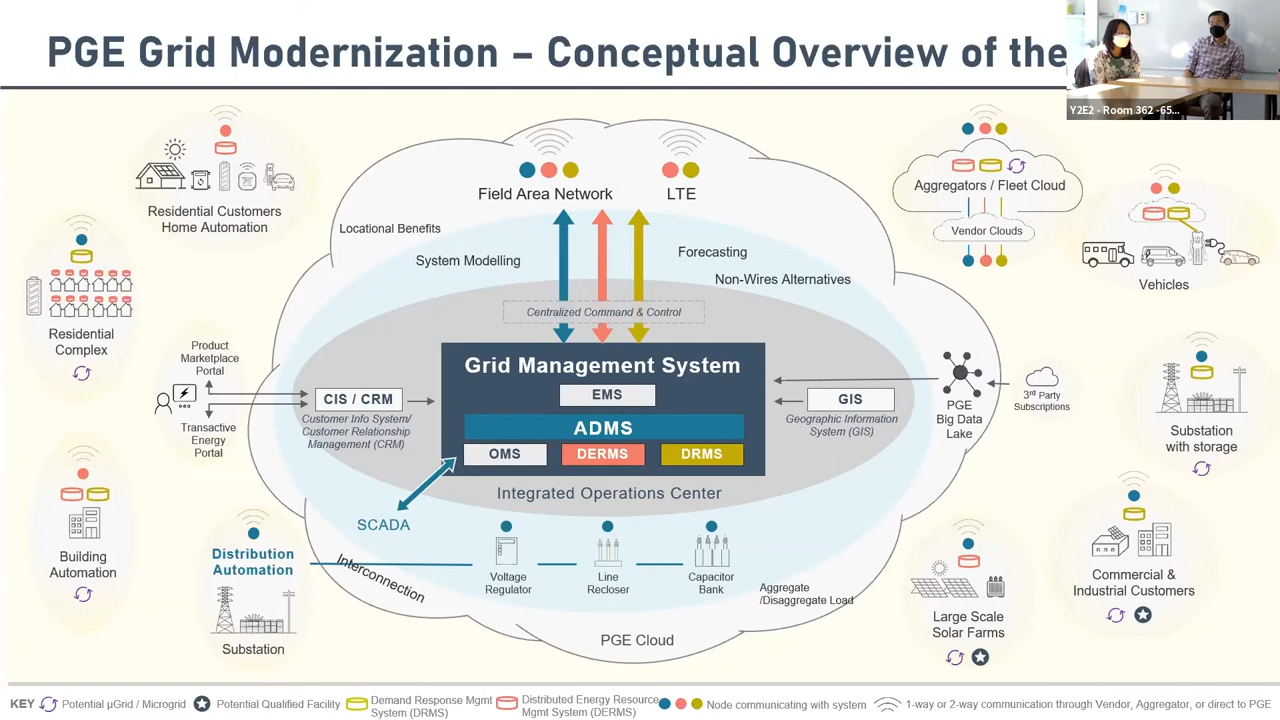 PGE Grid Modernization – Conceptual Overview of the
Y2E2 - Room 362 -65...
Field Area Network
LTE
Locational Benefits
System Modelling
Forecasting
Non-Wires Alternatives
Centralized Command & Control
Grid Management System
EMS
ADMS
OMS
DERMS
DRMS
Integrated Operations Center
CIS / CRM
Customer Info System/
Customer Relationship
Management (CRM)
GIS
Geographic Information
System (GIS)
SCADA
Interconnection
Voltage
Regulator
Line
Recloser
Capacitor
Bank
Aggregate
/Disaggregate Load
PGE Cloud
Residential Customers
Home Automation
Residential
Complex
Product
Marketplace
Portal
Transactive
Energy
Portal
Building
Automation
Distribution
Automation
Substation
Aggregators / Fleet Cloud
Vendor Clouds
Vehicles
PGE
Big Data
Lake
3rd Party
Subscriptions
Substation
with storage
Commercial &
Industrial Customers
Large Scale
Solar Farms
KEY
Potential µGrid / Microgrid
Potential Qualified Facility
Demand Response Mgmt
System (DRMS)
Distributed Energy Resource
Mgmt System (DERMS)
Node communicating with system
1-way or 2-way communication through Vendor, Aggregator, or direct to PGE